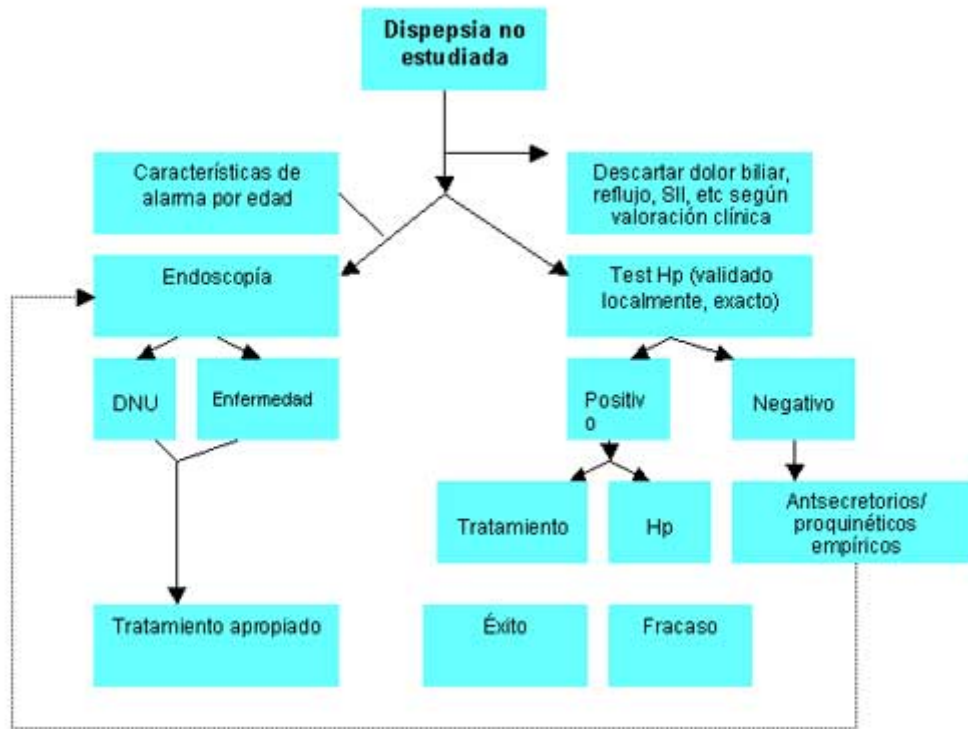 Dispepsia no
estudiada
Características de
alarma por edad
Descartar dolor biliar,
reflujo, SII, etc según
valoración clínica
Endoscopía
Test Hp (validado
localmente, exacto)
DNU
Enfermedad
Positiv
o
Negativo
Tratamiento
Hp
Antsecretorios/
proquinéticos
empíricos
Tratamiento apropiado
Éxito
Fracaso